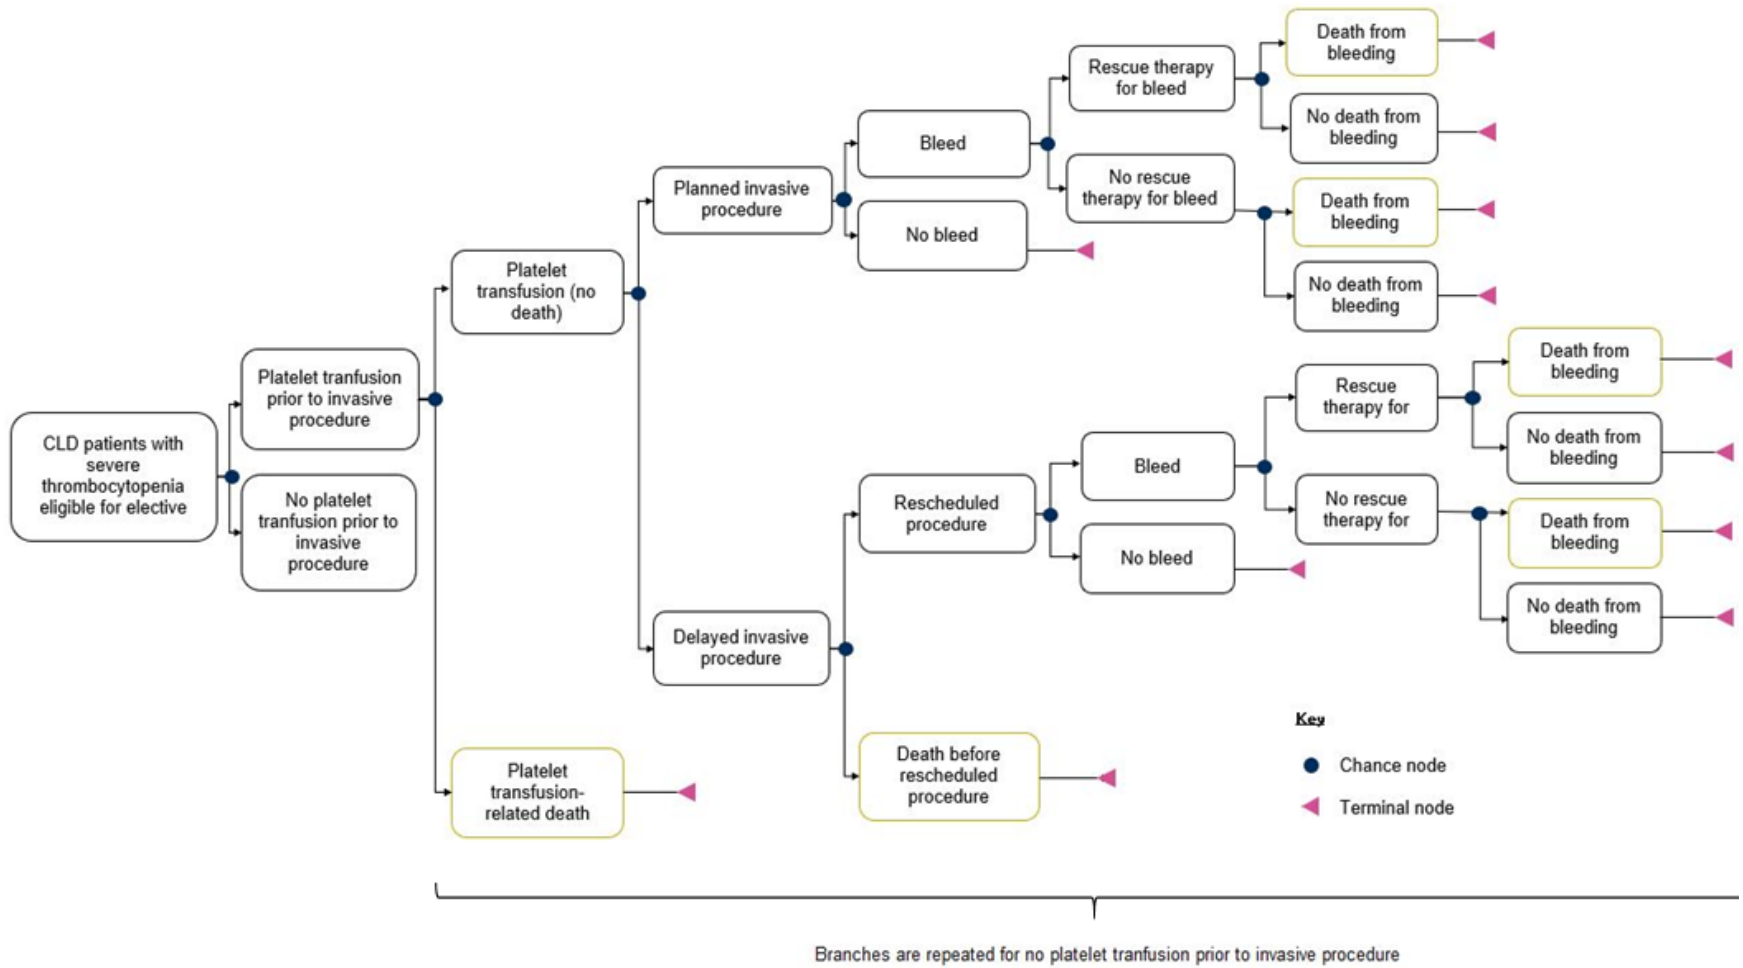 CLD patients with
severe
thrombocytopenia
eligible for elective
Platelet tranfusion
prior to invasive
procedure
No platelet
tranfusion prior to
invasive
procedure
Platelet
transfusion (no
death)
Platelet
transfusion-
related death
Planned invasive
procedure
Delayed invasive
procedure
Bleed
No bleed
Rescue therapy
for bleed
No rescue
therapy for bleed
Death from
bleeding
No death from
bleeding
Death from
bleeding
No death from
bleeding
Rescheduled
procedure
Death before
rescheduled
procedure
Bleed
No bleed
Rescue
therapy for
No rescue
therapy for
Death from
bleeding
No death from
bleeding
Death from
bleeding
No death from
bleeding
Key
Chance node
Terminal node
Branches are repeated for no platelet tranfusion prior to invasive procedure